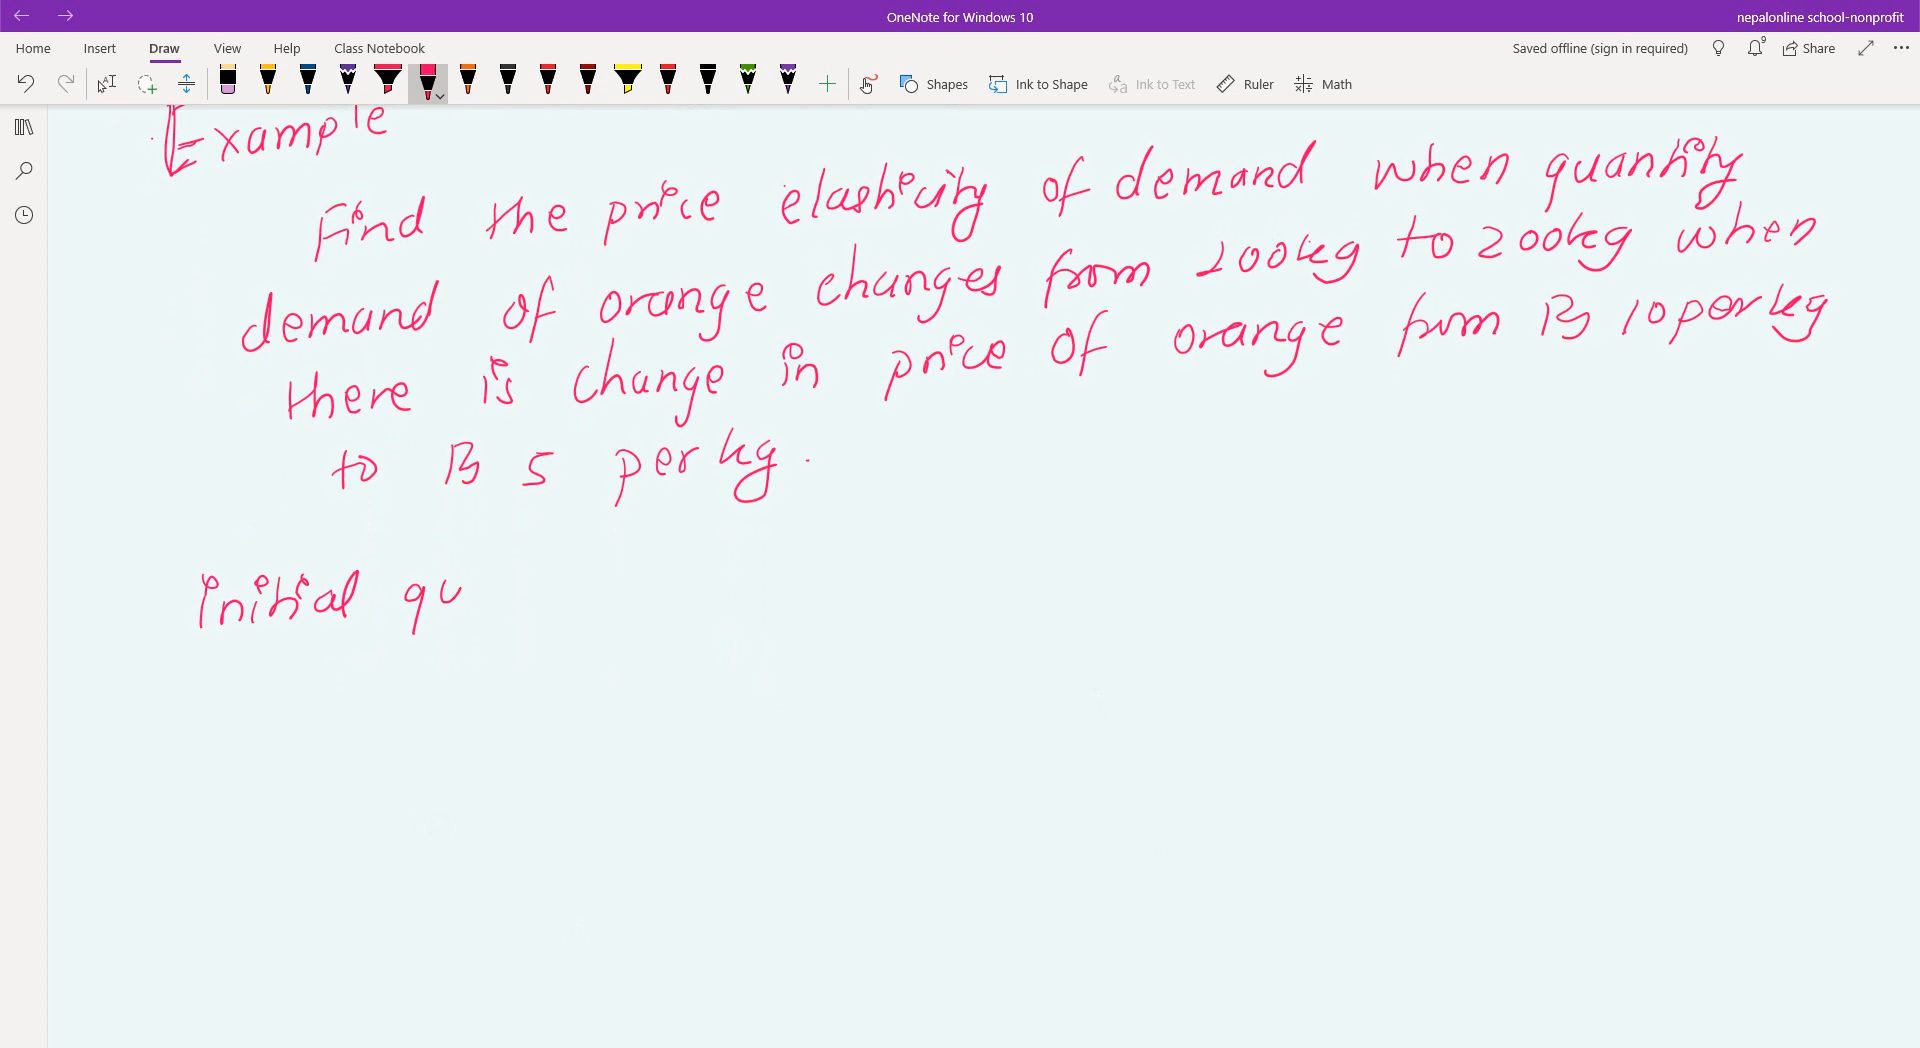 OneNote for Windows 10
nepalonline school-nonprofit
Home Insert Draw View Help Class Notebook
Saved offline (sign in required) 9 Share
Shapes Ink to Shape Ink to Text Ruler Math
Example
Find the price elasticity of demand when quantity
demand of orange changes from 100kg to 200kg when
there is change in price of orange from Rs 10 per kg
to Rs 5 per kg.
initial qu